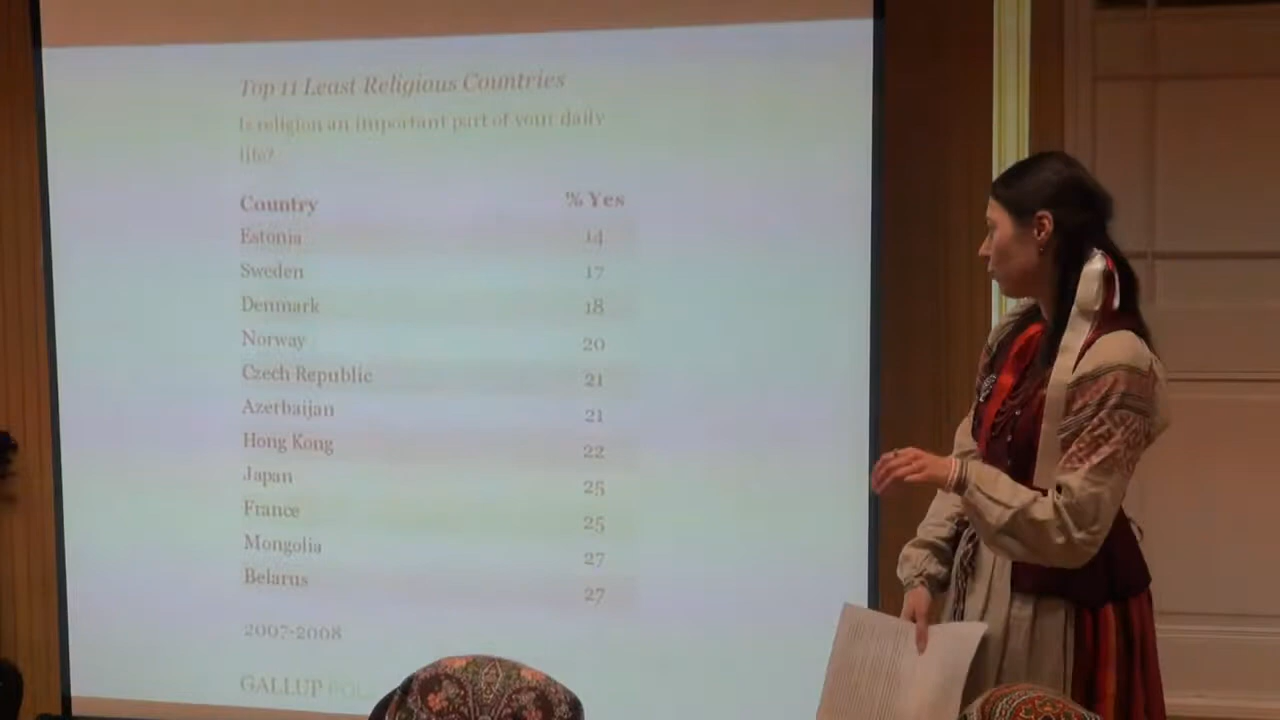 Top 11 Least Religious Countries
Is religion an important part of your daily
life?
Country % Yes
Estonia 14
Sweden 17
Denmark 18
Norway 20
Czech Republic 21
Azerbaijan 21
Hong Kong 22
Japan 25
France 25
Mongolia 27
Belarus 27
2007-2008
GALLUP POLL